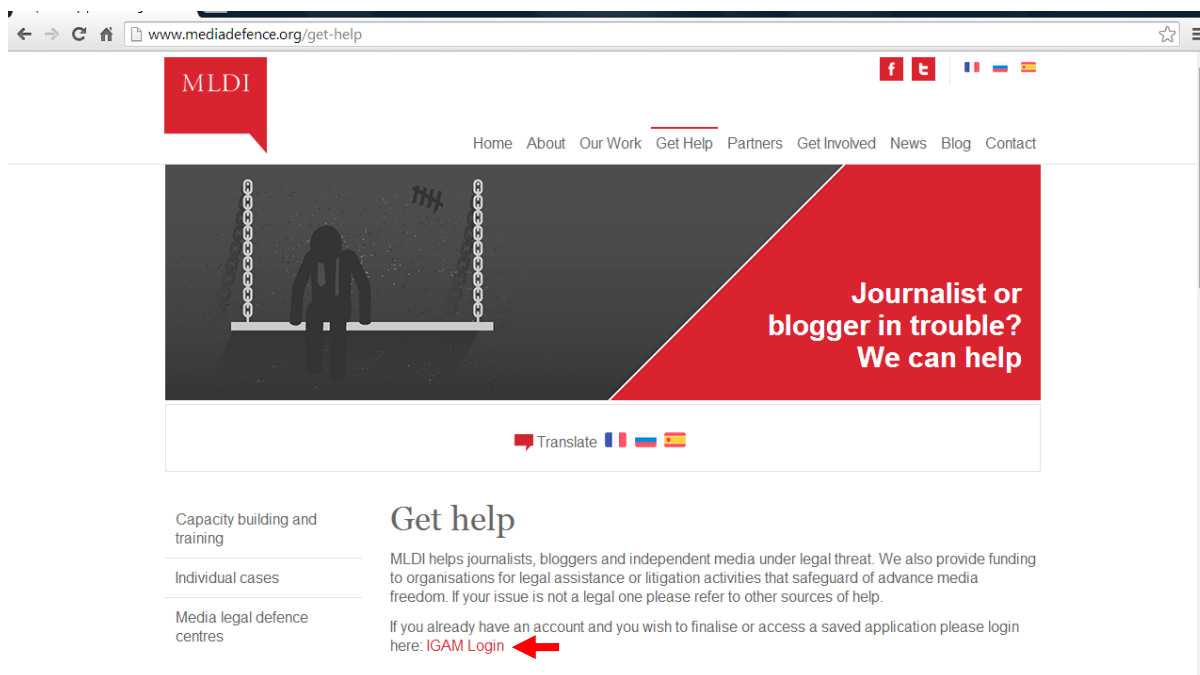 www.mediadefence.org/get-help
MLDI
Home About Our Work Get Help Partners Get Involved News Blog Contact
Journalist or
blogger in trouble?
We can help
Translate
Capacity building and
training
Individual cases
Media legal defence
centres
Get help
MLDI helps journalists, bloggers and independent media under legal threat. We also provide funding
to organisations for legal assistance or litigation activities that safeguard of advance media
freedom. If your issue is not a legal one please refer to other sources of help.
If you already have an account and you wish to finalise or access a saved application please login
here: IGAM Login